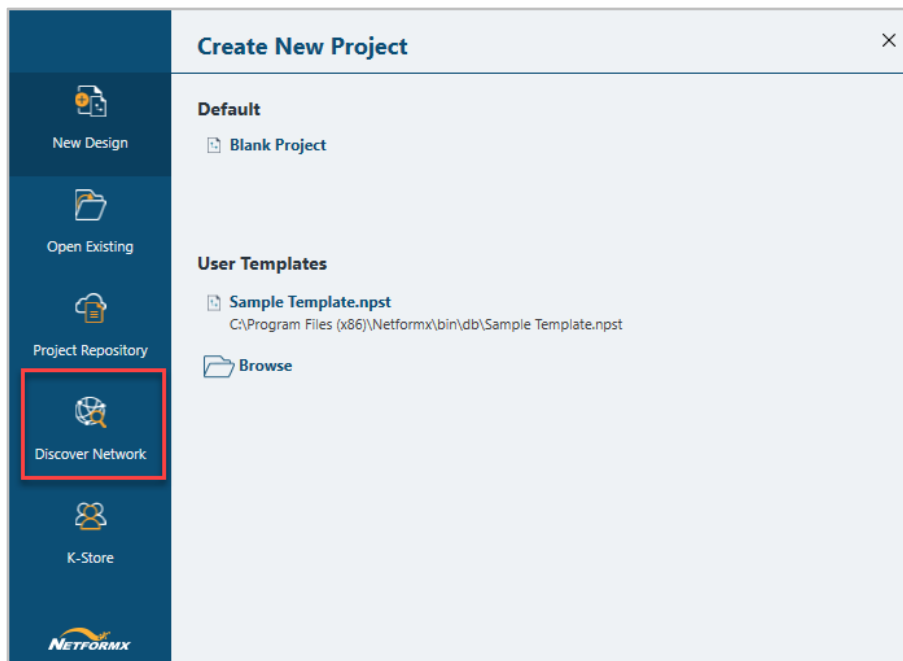 Create New Project
New Design
Open Existing
Project Repository
Discover Network
K-Store
NETFORMX
Default
Blank Project
User Templates
Sample Template.npst
C:\Program Files (x86)\Netformx\bin\db\Sample Template.npst
Browse